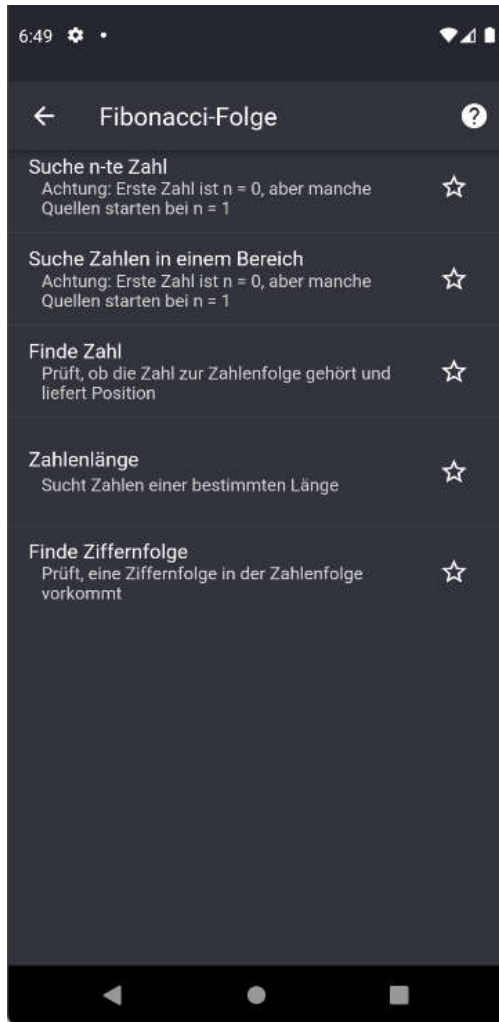 6:49
Fibonacci-Folge
Suche n-te Zahl
Achtung: Erste Zahl ist n = 0, aber manche
Quellen starten bei n = 1
Suche Zahlen in einem Bereich
Achtung: Erste Zahl ist n = 0, aber manche
Quellen starten bei n = 1
Finde Zahl
Prüft, ob die Zahl zur Zahlenfolge gehört und
liefert Position
Zahlenlänge
Sucht Zahlen einer bestimmten Länge
Finde Ziffernfolge
Prüft, eine Ziffernfolge in der Zahlenfolge
vorkommt